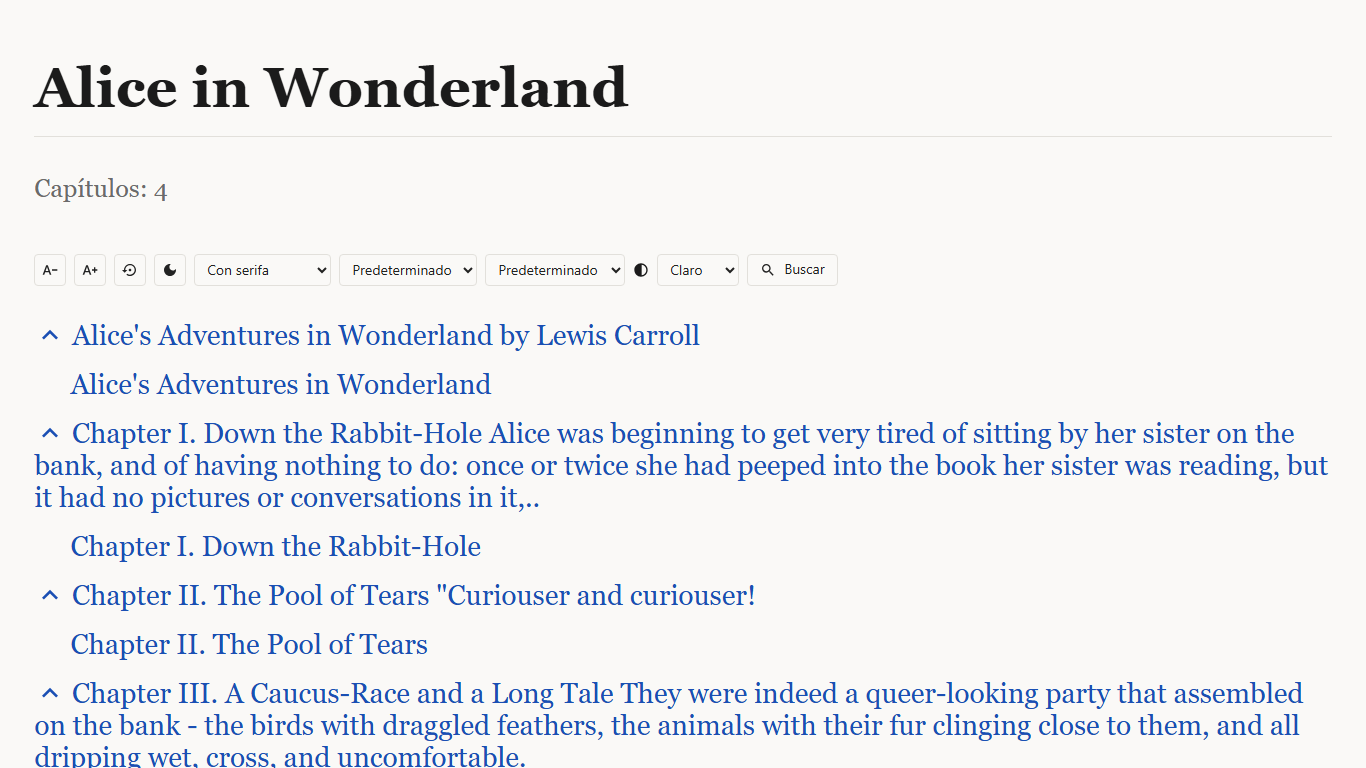 Alice in Wonderland
Capítulos: 4
A− A+ Con serifa Predeterminado Predeterminado Claro Buscar
Alice's Adventures in Wonderland by Lewis Carroll
Alice's Adventures in Wonderland
Chapter I. Down the Rabbit-Hole Alice was beginning to get very tired of sitting by her sister on the
bank, and of having nothing to do: once or twice she had peeped into the book her sister was reading, but
it had no pictures or conversations in it,..
Chapter I. Down the Rabbit-Hole
Chapter II. The Pool of Tears "Curiouser and curiouser!
Chapter II. The Pool of Tears
Chapter III. A Caucus-Race and a Long Tale They were indeed a queer-looking party that assembled
on the bank - the birds with draggled feathers, the animals with their fur clinging close to them, and all
dripping wet, cross, and uncomfortable.